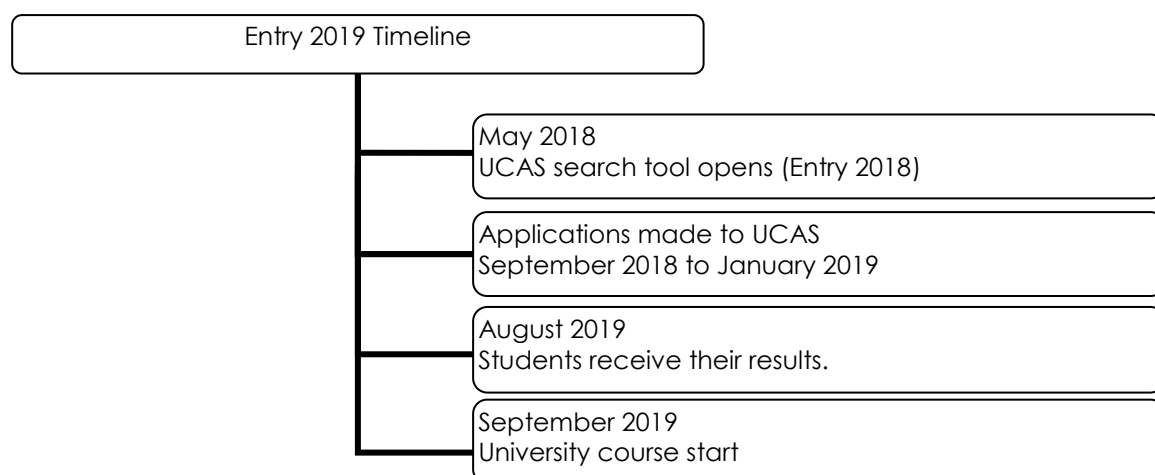 Entry 2019 Timeline
May 2018
UCAS search tool opens (Entry 2018)
Applications made to UCAS
September 2018 to January 2019
August 2019
Students receive their results.
September 2019
University course start